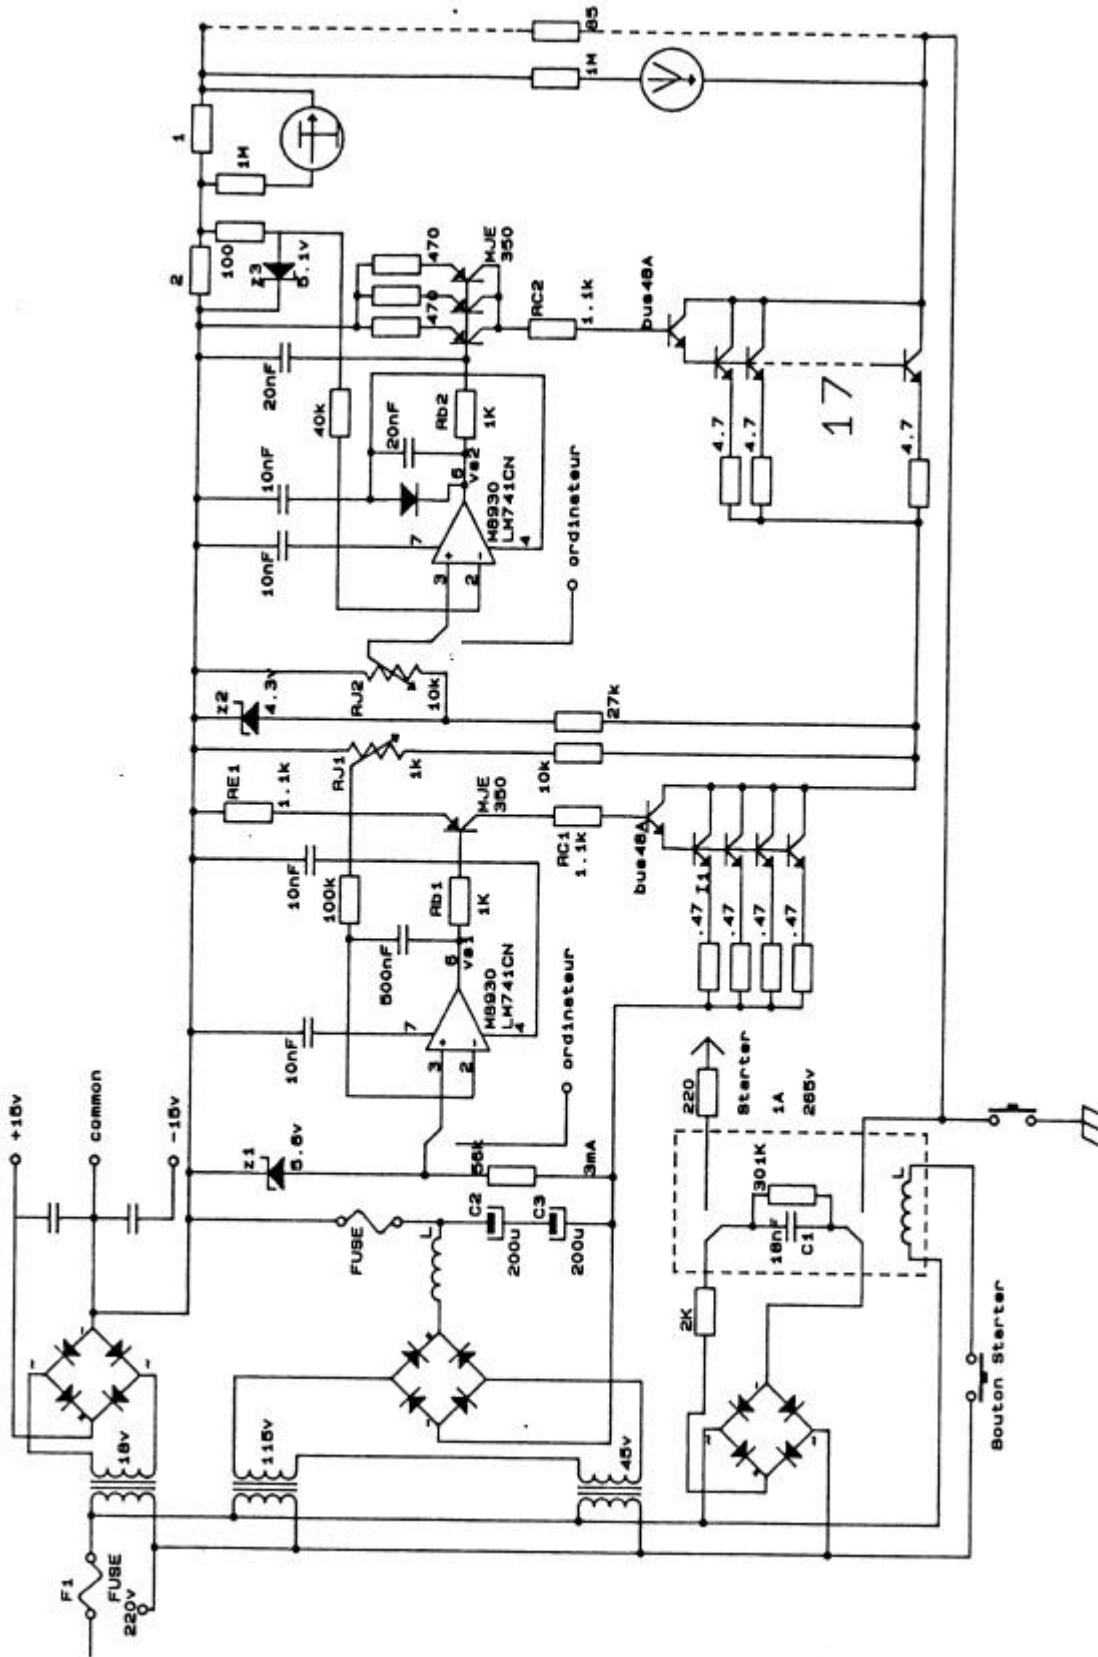 F1
FUSE
220v
18v
115v
45v
+15v
common
-15v
FUSE
L
C2
200u
C3
200u
2K
18nF
C1
301K
L
Bouton Starter
220
Starter
1A
265v
z1
5.6v
56k
3mA
ordinateur
10nF
3
2
7
4
6
M8930
LM741CN
vs1
500nF
100k
10nF
Rb1
1K
RE1
1.1k
MJE
350
RC1
1.1k
bus48A
I1
.47
.47
.47
.47
RJ1
1k
10k
z2
4.3v
RJ2
10k
27k
ordinateur
10nF
10nF
3
2
7
4
6
M8930
LM741CN
vs2
20nF
Rb2
1K
40k
20nF
470
470
MJE
350
RC2
1.1k
bus48A
4.7
4.7
4.7
17
2
100
z3
5.1v
1
1M
I
1M
V
85